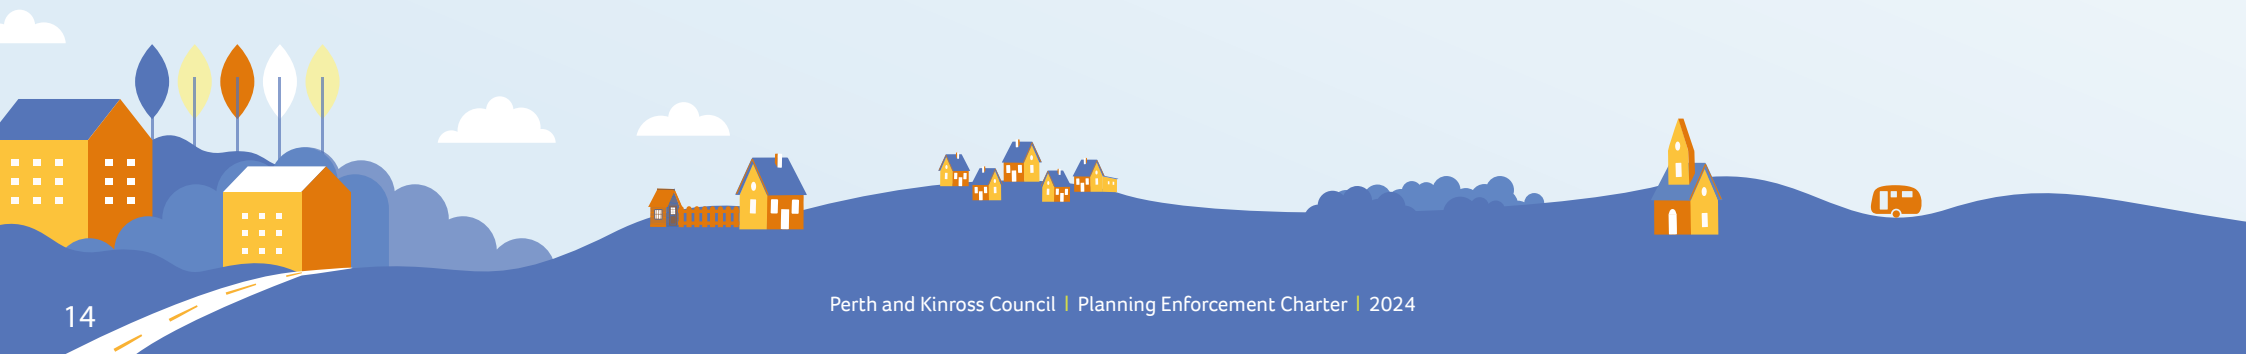 14
Perth and Kinross Council | Planning Enforcement Charter | 2024